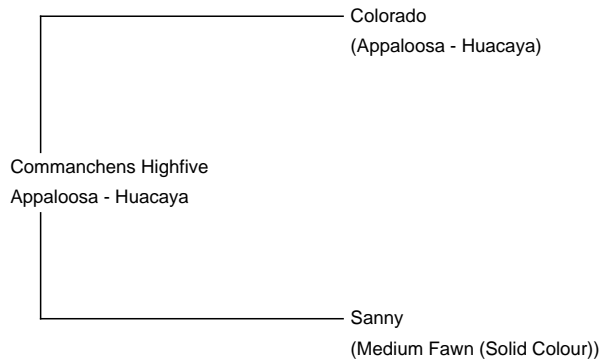 Colorado
(Appaloosa - Huacaya)
Commanchens Highfive
Appaloosa - Huacaya
Sanny
(Medium Fawn (Solid Colour))